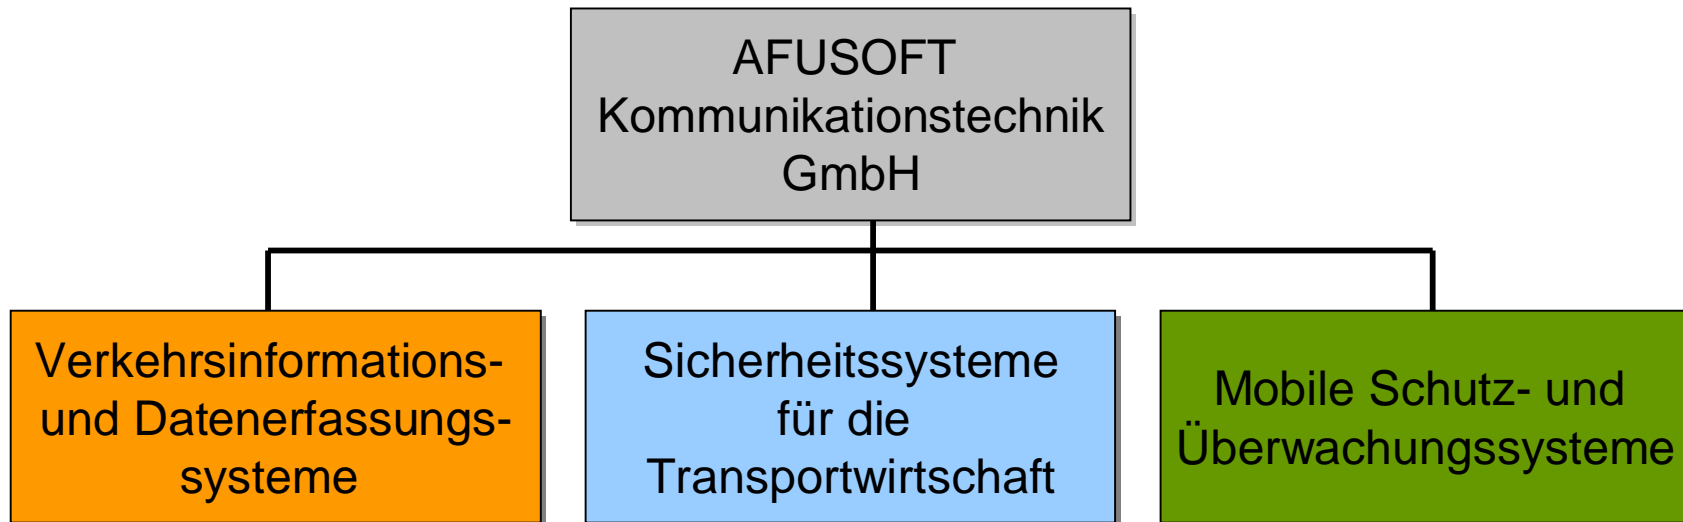 AFUSOFT
Kommunikationstechnik
GmbH
Verkehrsinformations-
und Datenerfassungs-
systeme
Sicherheitssysteme
für die
Transportwirtschaft
Mobile Schutz- und
Überwachungssysteme